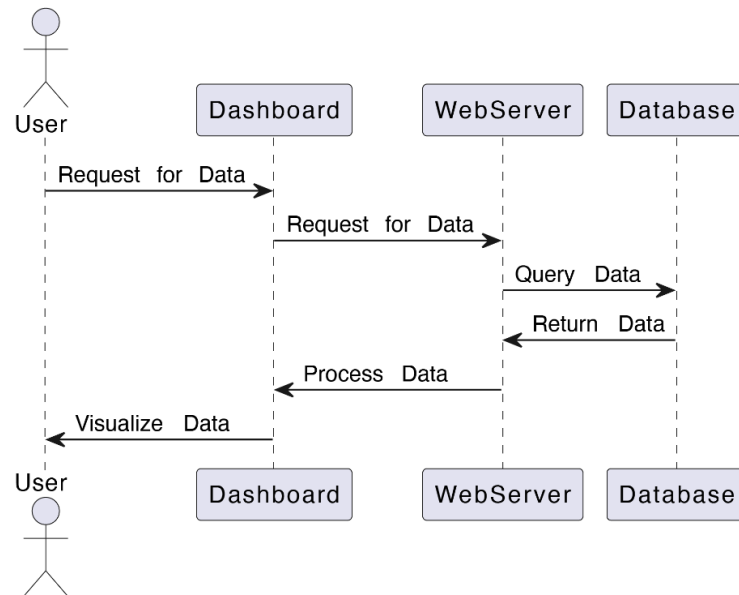 Dashboard WebServer Database
User
Request for Data
Request for Data
Query Data
Return Data
Process Data
Visualize Data
User
Dashboard WebServer Database